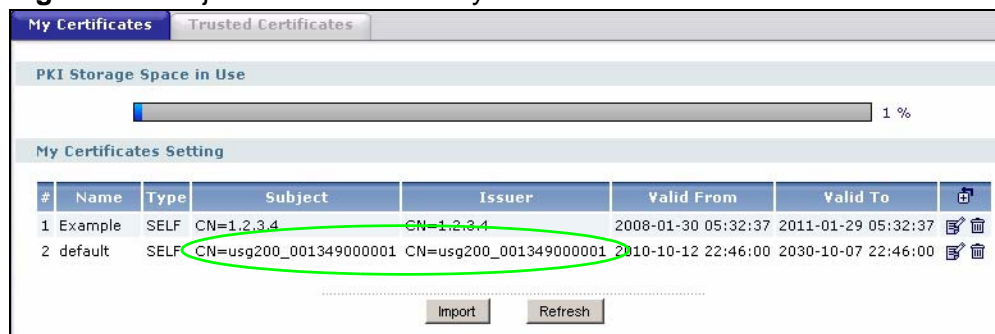 My Certificates Trusted Certificates
PKI Storage Space in Use
1 %
My Certificates Setting
# Name Type Subject Issuer Valid From Valid To
1 Example SELF CN=1.2.3.4 CN=1.2.3.4 2008-01-30 05:32:37 2011-01-29 05:32:37
2 default SELF CN=usg200_001349000001 CN=usg200_001349000001 2010-10-12 22:46:00 2030-10-07 22:46:00
Import Refresh